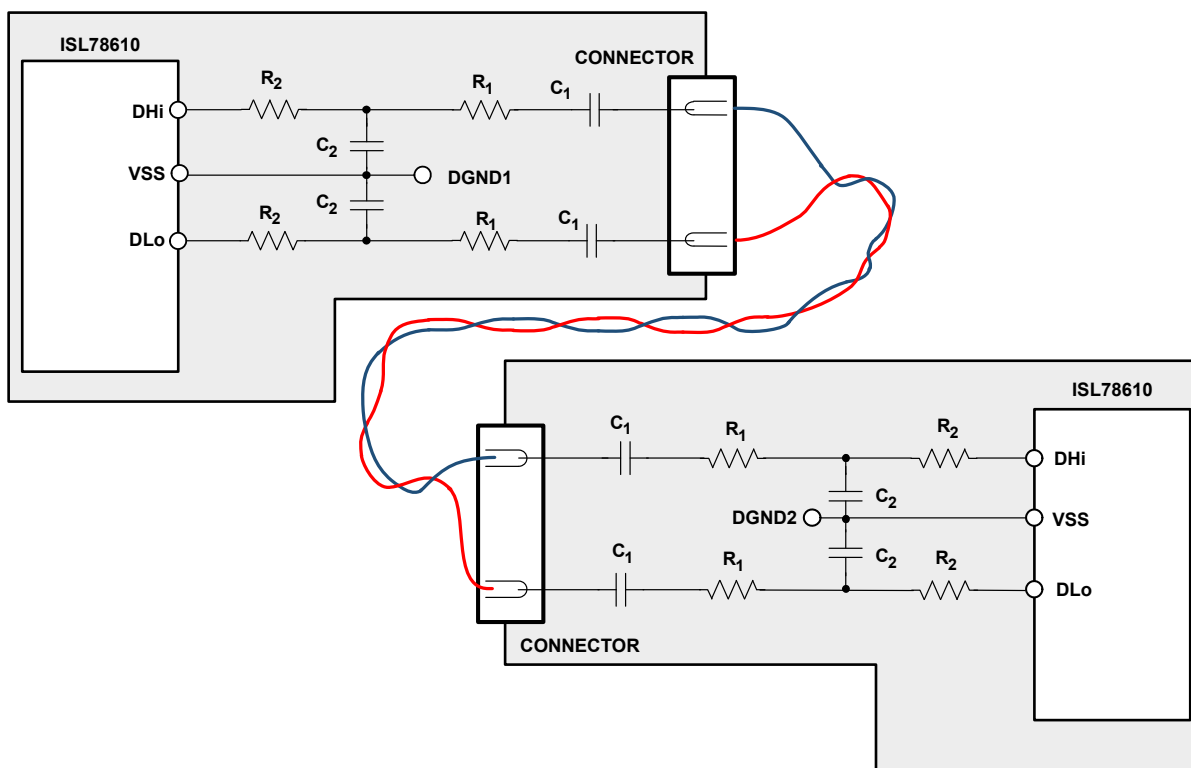 ISL78610
CONNECTOR
R2
R1
C1
DHi
C2
VSS
DGND1
C2
R2
R1
C1
DLo
ISL78610
C1
R1
R2
DHi
C2
DGND2
VSS
C1
R1
C2
R2
DLo
CONNECTOR